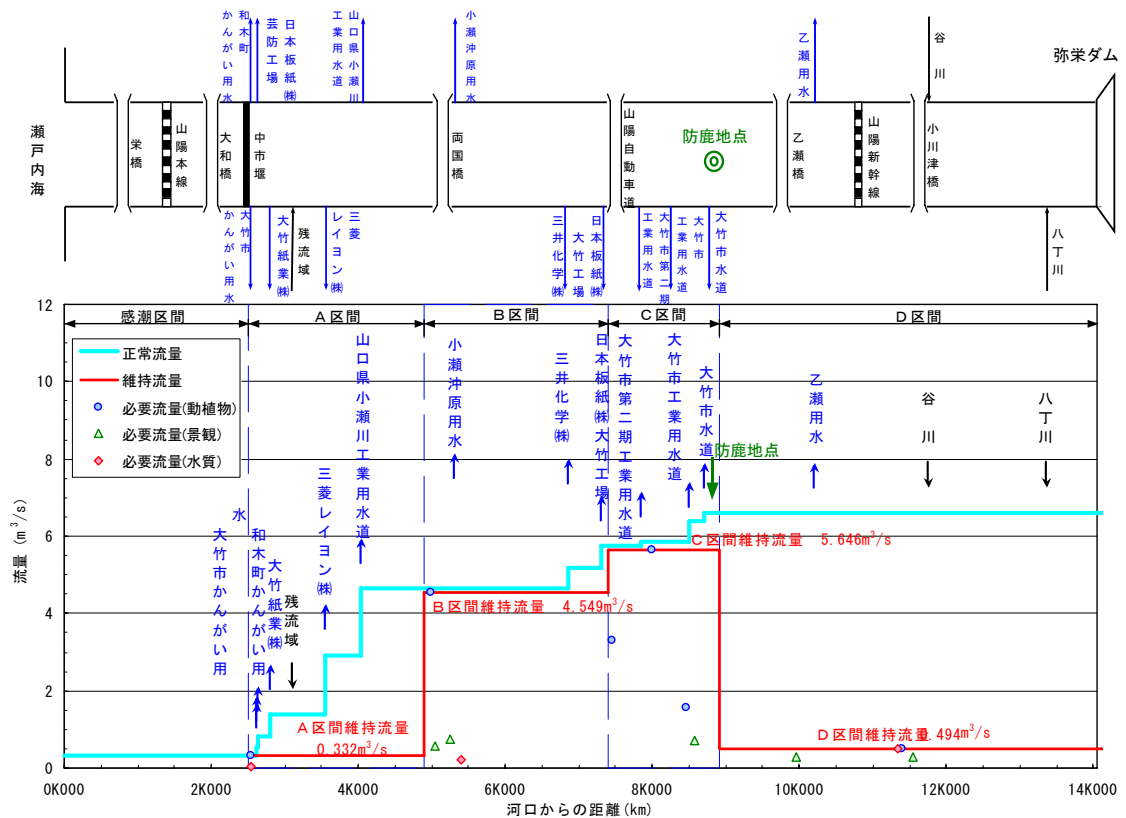 和木町
かんがい用水
日本板紙㈱
芸防工場
山口県小瀬川
工業用水道
小瀬沖原用水
乙瀬用水
谷川
弥栄ダム
瀬戸内海
栄橋
山陽本線
大和橋
中市堰
両国橋
山陽自動車道
防鹿地点
乙瀬橋
山陽新幹線
小川津橋
大竹市
かんがい用水
大竹紙業㈱
残流域
三菱
レイヨン㈱
三井化学㈱
日本板紙㈱
大竹工場
工業用水道
大竹市第二期
工業用水道
大竹市
大竹市水道
八丁川
感潮区間
A区間
B区間
C区間
D区間
正常流量
維持流量
必要流量(動植物)
必要流量(景観)
必要流量(水質)
大竹市かんがい用水
和木町かんがい用
大竹紙業㈱
残流域
三菱レイヨン㈱
山口県小瀬川工業用水道
小瀬沖原用水
三井化学㈱
日本板紙㈱大竹工場
大竹市第二期工業用水道
大竹市工業用水道
大竹市水道
防鹿地点
乙瀬用水
谷川
八丁川
A区間維持流量
0.332m³/s
B区間維持流量 4.549m³/s
C区間維持流量 5.646m³/s
D区間維持流量 .494m³/s
流量(m³/s)
12
10
8
6
4
2
0
0K000 2K000 4K000 6K000 8K000 10K000 12K000 14K000
河口からの距離(km)